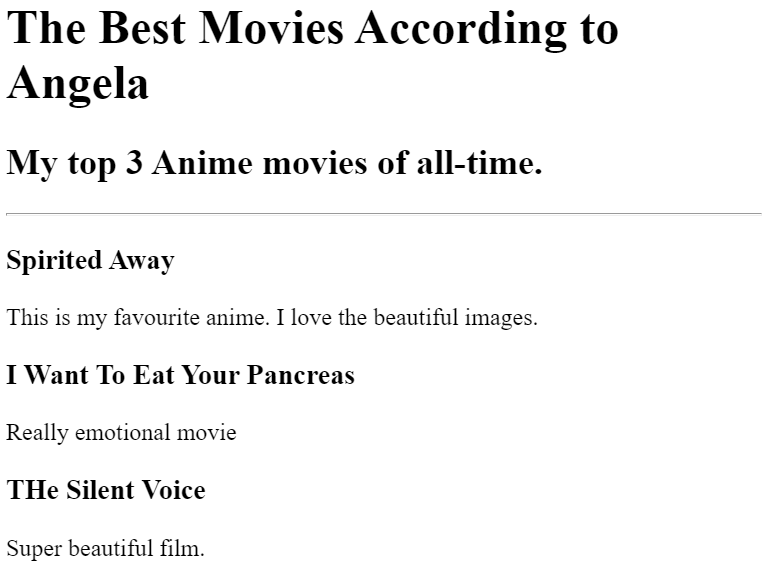 The Best Movies According to
Angela
My top 3 Anime movies of all-time.
Spirited Away
This is my favourite anime. I love the beautiful images.
I Want To Eat Your Pancreas
Really emotional movie
THe Silent Voice
Super beautiful film.